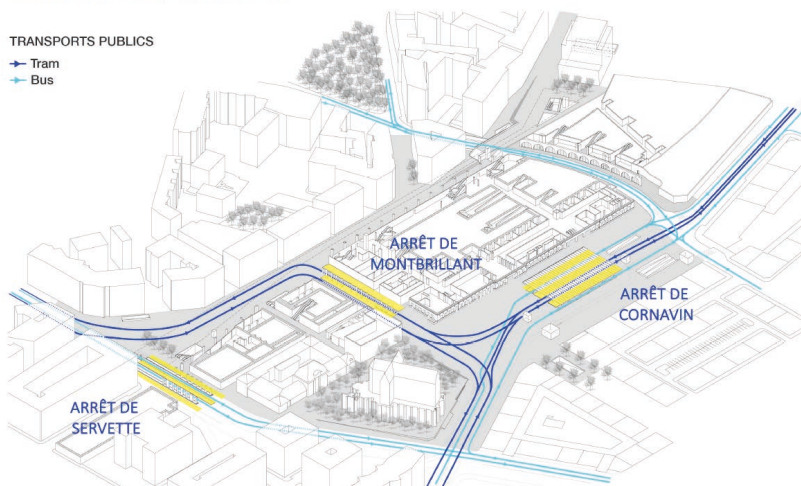 TRANSPORTS PUBLICS
Tram
Bus
ARRÊT DE
MONTBRILLANT
ARRÊT DE
CORNAVIN
ARRÊT DE
SERVETTE